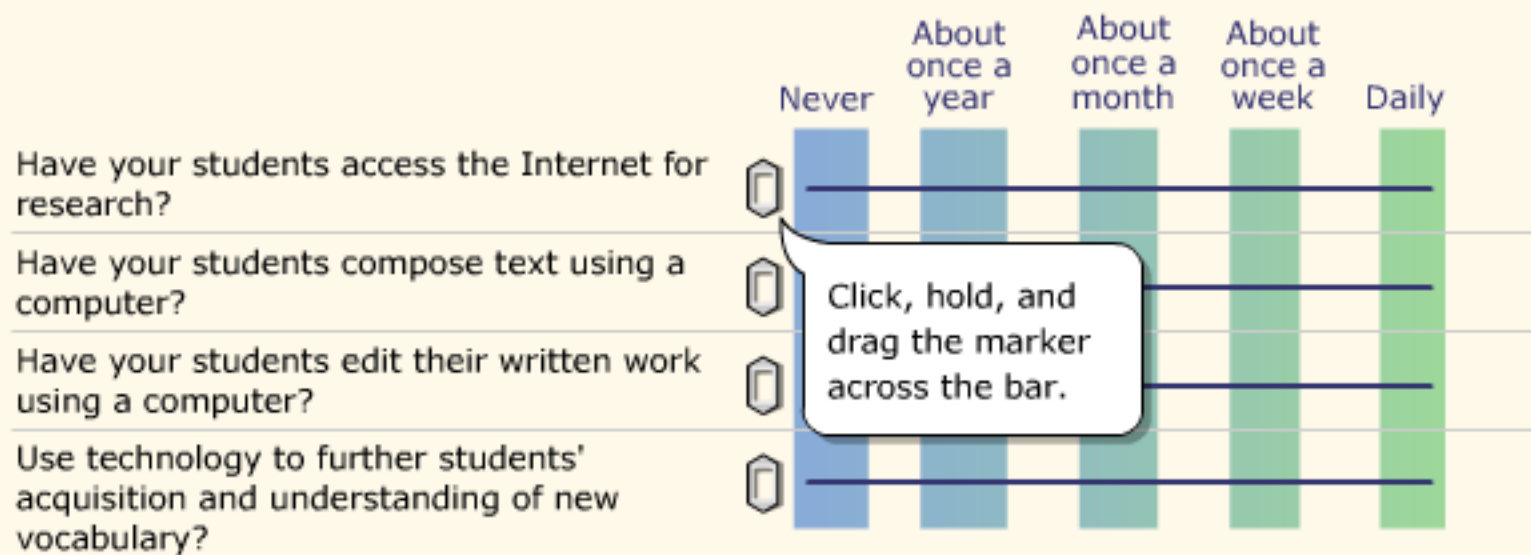 Never
About
once a
year
About
once a
month
About
once a
week
Daily
Have your students access the Internet for
research?
Have your students compose text using a
computer?
Have your students edit their written work
using a computer?
Use technology to further students'
acquisition and understanding of new
vocabulary?
Click, hold, and
drag the marker
across the bar.